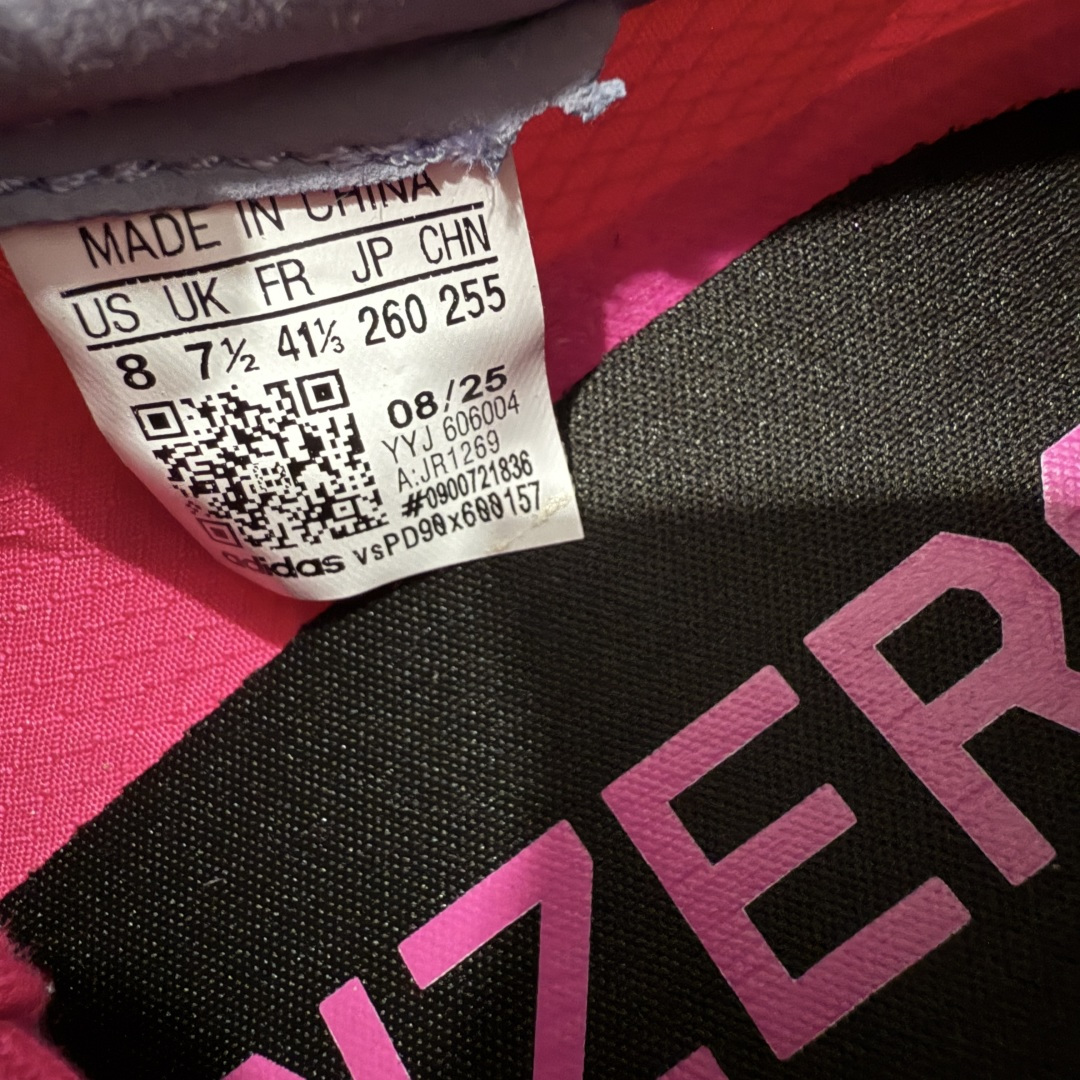 MADE IN CHINA
US UK FR JP CHN
8 7½ 41⅓ 260 255
08/25
YYJ 606004
A:JR1269
#0900721836
adidas vsPD90x600157
ZER